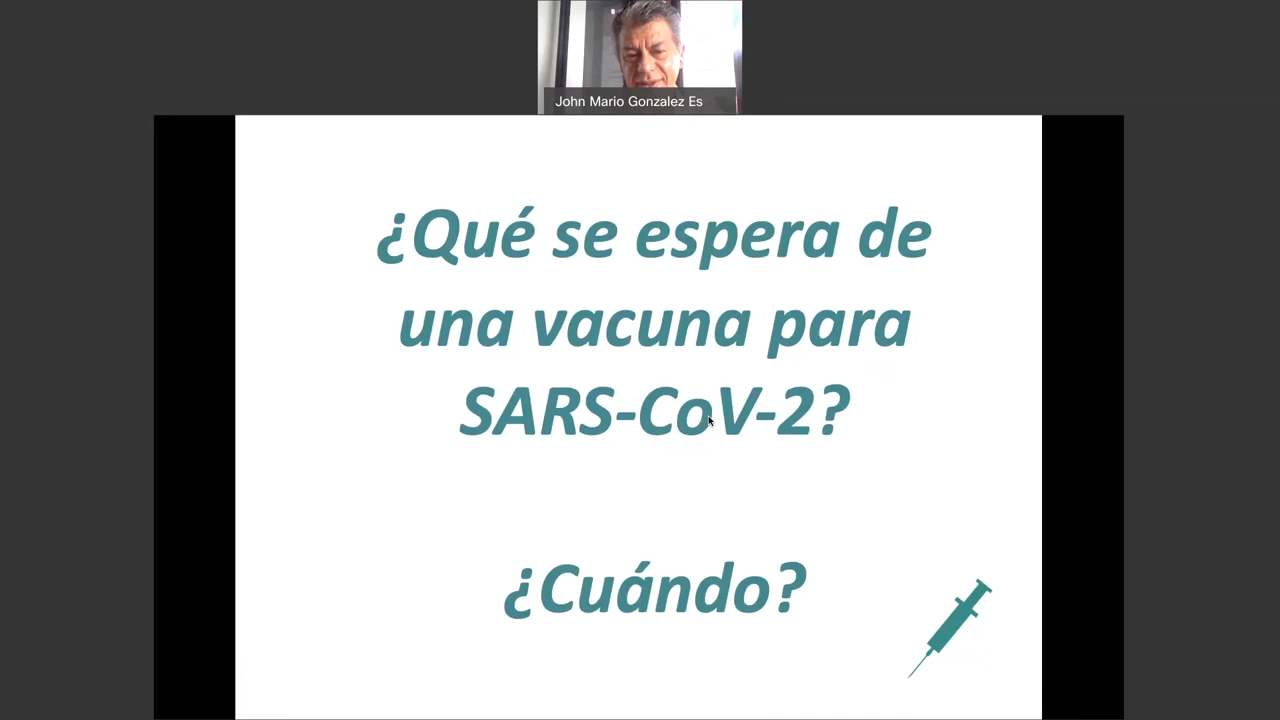 John Mario Gonzalez Es
¿Qué se espera de
una vacuna para
SARS-CoV-2?
¿Cuándo?